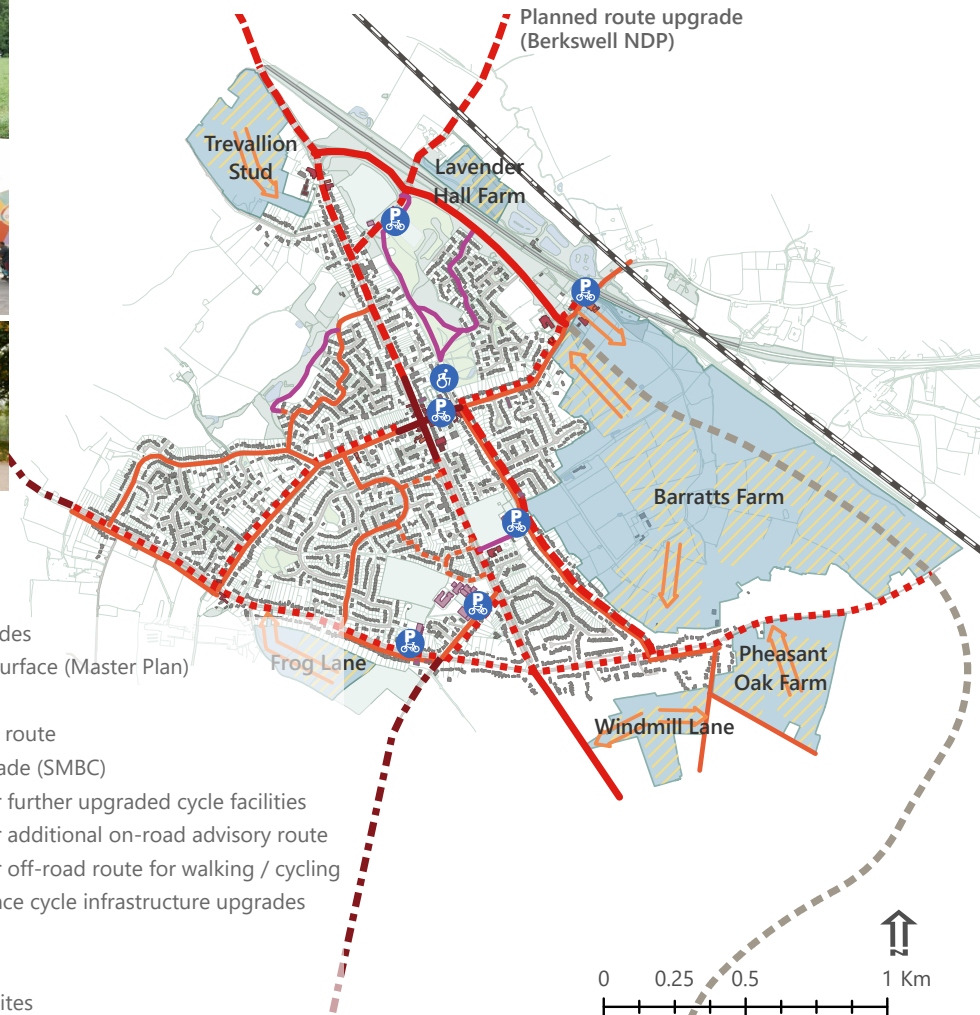 Planned route upgrade
(Berkswell NDP)
Trevallion
Stud
Lavender
Hall Farm
P
P
P
Barratts Farm
P
P
P
Frog Lane
Pheasant
Oak Farm
Windmill Lane
des
urface (Master Plan)
route
ade (SMBC)
r further upgraded cycle facilities
r additional on-road advisory route
r off-road route for walking / cycling
ace cycle infrastructure upgrades
ites
N
0 0.25 0.5 1 Km